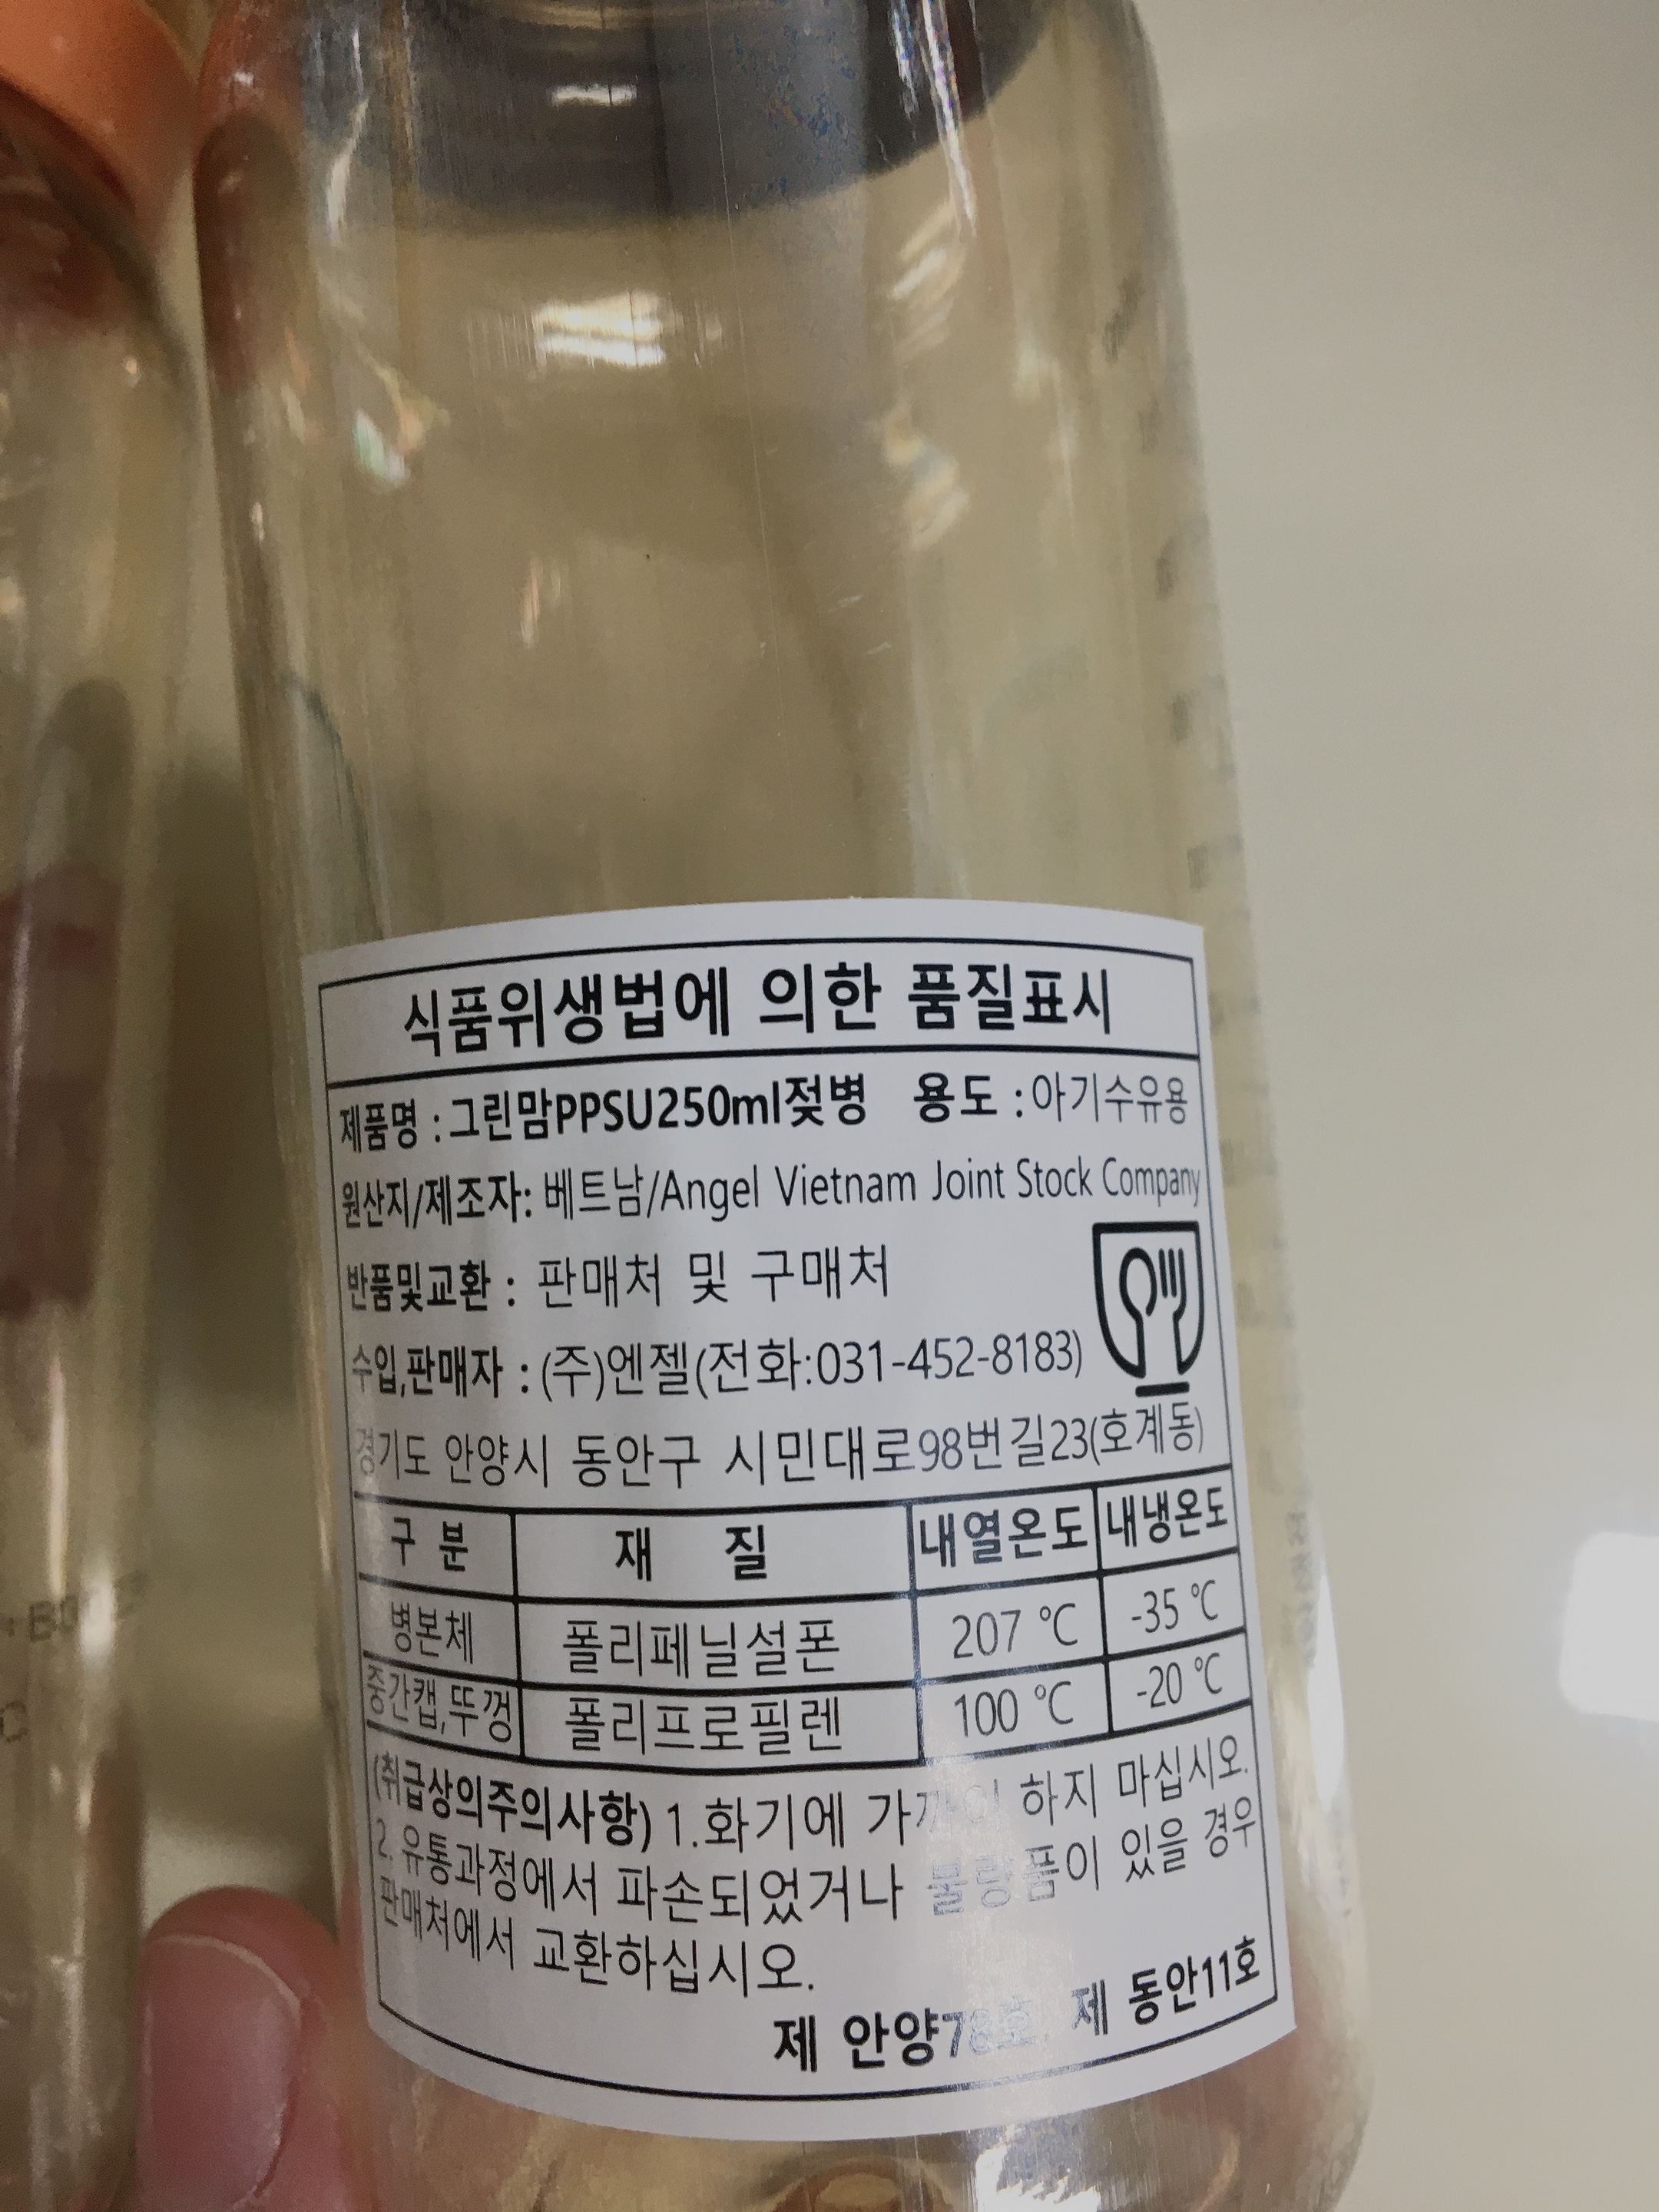 식품위생법에 의한 품질표시
제품명 : 그린맘PPSU250ml젖병 용도 : 아기수유용
원산지/제조자: 베트남/Angel Vietnam Joint Stock Company
반품및교환 : 판매처 및 구매처
수입,판매자 : (주)엔젤(전화:031-452-8183)
경기도 안양시 동안구 시민대로98번길23(호계동)
구 분 재 질 내열온도 내냉온도
병본체 폴리페닐설폰 207 ℃ -35 ℃
중간캡,뚜껑 폴리프로필렌 100 ℃ -20 ℃
(취급상의주의사항) 1.화기에 가까이 하지 마십시오.
2. 유통과정에서 파손되었거나 불량품이 있을 경우
판매처에서 교환하십시오.
제 안양78호, 제 동안11호